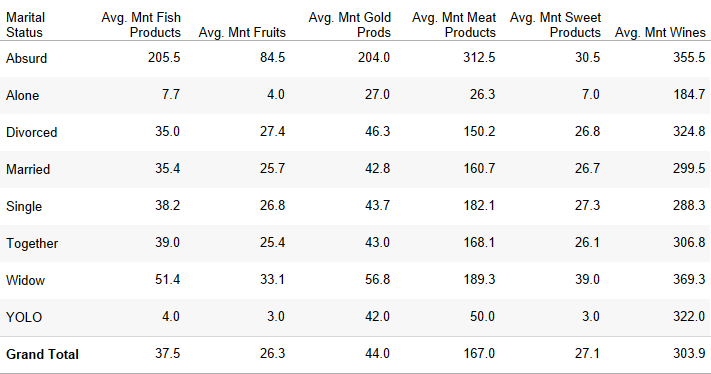 Marital Status Avg. Mnt Fish Products Avg. Mnt Fruits Avg. Mnt Gold Prods Avg. Mnt Meat Products Avg. Mnt Sweet Products Avg. Mnt Wines
Absurd 205.5 84.5 204.0 312.5 30.5 355.5
Alone 7.7 4.0 27.0 26.3 7.0 184.7
Divorced 35.0 27.4 46.3 150.2 26.8 324.8
Married 35.4 25.7 42.8 160.7 26.7 299.5
Single 38.2 26.8 43.7 182.1 27.3 288.3
Together 39.0 25.4 43.0 168.1 26.1 306.8
Widow 51.4 33.1 56.8 189.3 39.0 369.3
YOLO 4.0 3.0 42.0 50.0 3.0 322.0
Grand Total 37.5 26.3 44.0 167.0 27.1 303.9